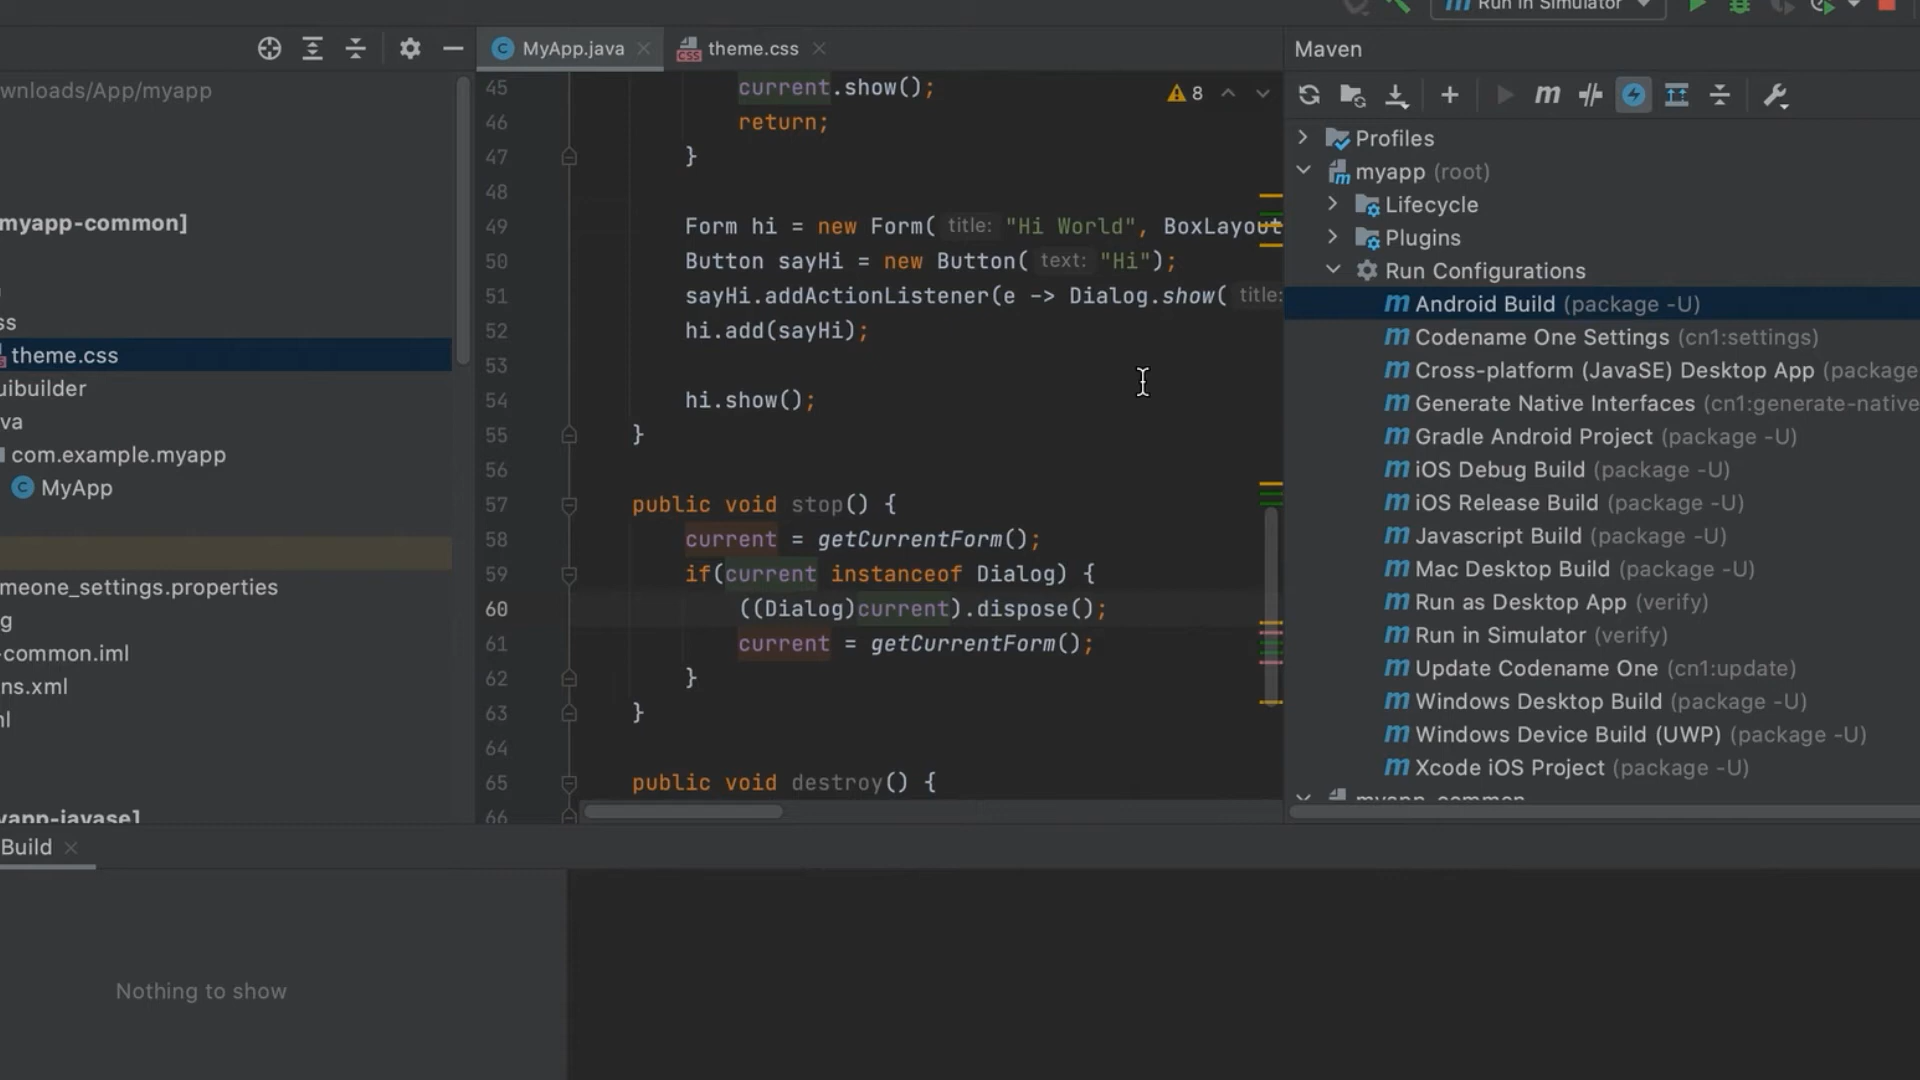 Run in Simulator
MyApp.java
theme.css
Maven
wnloads/App/myapp
myapp-common]
ss
theme.css
uibuilder
va
com.example.myapp
MyApp
meone_settings.properties
g
-common.iml
ns.xml
ml
yapp-javase]
8
45 current.show();
46 return;
47 }
48
49 Form hi = new Form( title: "Hi World", BoxLayout
50 Button sayHi = new Button( text: "Hi");
51 sayHi.addActionListener(e -> Dialog.show( title:
52 hi.add(sayHi);
53
54 hi.show();
55 }
56
57 public void stop() {
58 current = getCurrentForm();
59 if(current instanceof Dialog) {
60 ((Dialog)current).dispose();
61 current = getCurrentForm();
62 }
63 }
64
65 public void destroy() {
66
Profiles
myapp (root)
Lifecycle
Plugins
Run Configurations
Android Build (package -U)
Codename One Settings (cn1:settings)
Cross-platform (JavaSE) Desktop App (package
Generate Native Interfaces (cn1:generate-native
Gradle Android Project (package -U)
iOS Debug Build (package -U)
iOS Release Build (package -U)
Javascript Build (package -U)
Mac Desktop Build (package -U)
Run as Desktop App (verify)
Run in Simulator (verify)
Update Codename One (cn1:update)
Windows Desktop Build (package -U)
Windows Device Build (UWP) (package -U)
Xcode iOS Project (package -U)
myapp-common
Build
Nothing to show